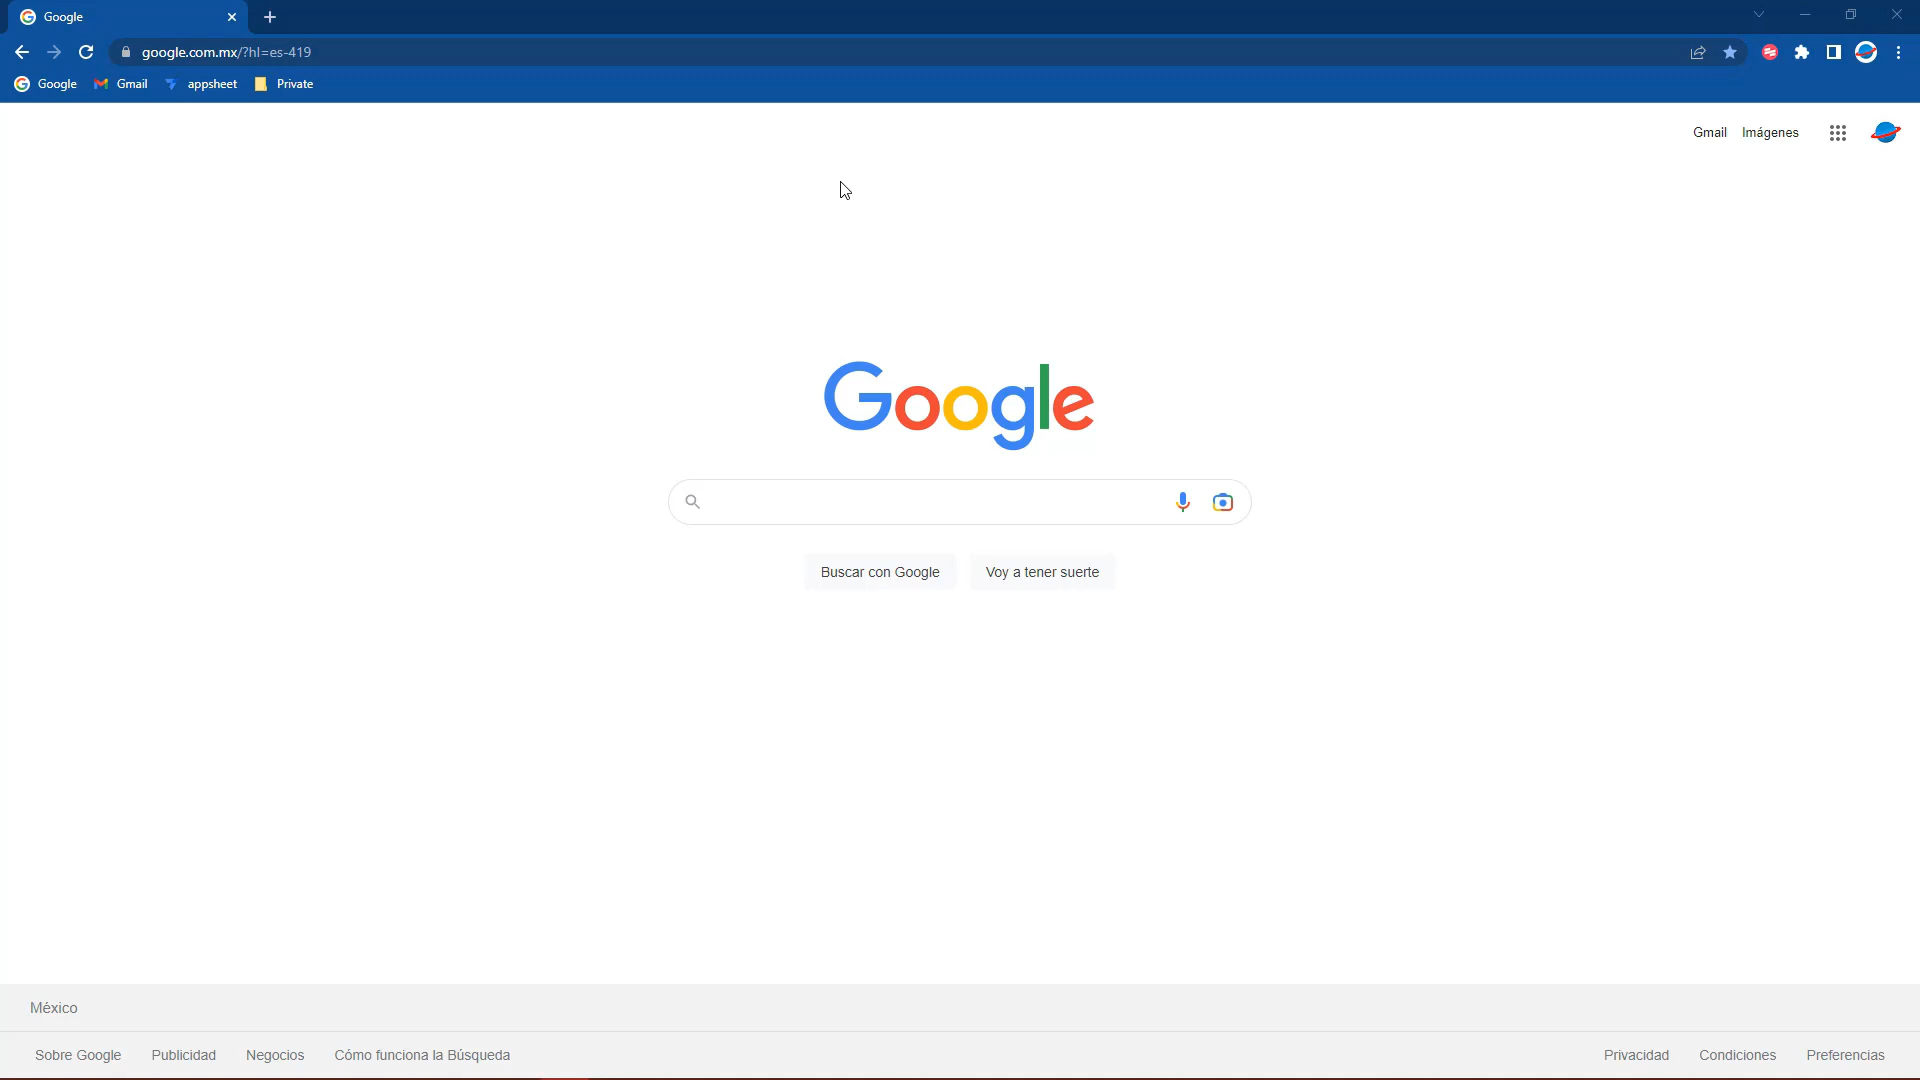 Google
google.com.mx/?hl=es-419
Google Gmail appsheet Private
Gmail Imágenes
Google
Buscar con Google Voy a tener suerte
México
Sobre Google Publicidad Negocios Cómo funciona la Búsqueda Privacidad Condiciones Preferencias